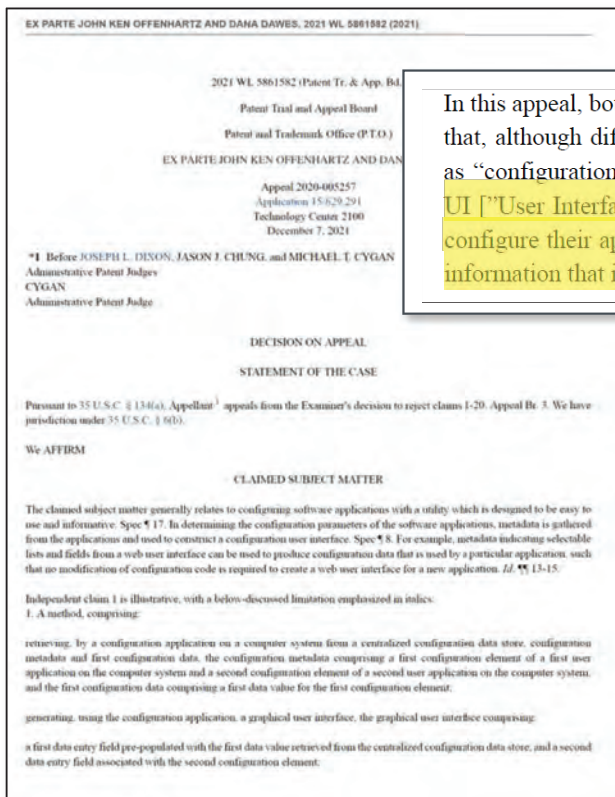 EX PARTE JOHN KEN OFFENHARTZ AND DANA DAWES, 2021 WL 5861582 (2021)
2021 WL 5861582 (Patent Tr. & App. Bd.
Patent Trial and Appeal Board
Patent and Trademark Office (P.T.O.)
EX PARTE JOHN KEN OFFENHARTZ AND DAN
Appeal 2020-005257
Application 15/629,291
Technology Center 2100
December 7, 2021
*1 Before JOSEPH L. DIXON, JASON J. CHUNG, and MICHAEL T. CYGAN
Administrative Patent Judges
CYGAN
Administrative Patent Judge
In this appeal, bo
that, although dif
as “configuration
UI [”User Interfa
configure their ap
information that i
DECISION ON APPEAL
STATEMENT OF THE CASE
Pursuant to 35 U.S.C. § 134(a), Appellant1 appeals from the Examiner's decision to reject claims 1-20. Appeal Br. 3. We have
jurisdiction under 35 U.S.C. § 6(b).
We AFFIRM
CLAIMED SUBJECT MATTER
The claimed subject matter generally relates to configuring software applications with a utility which is designed to be easy to
use and informative. Spec ¶ 17. In determining the configuration parameters of the software applications, metadata is gathered
from the applications and used to construct a configuration user interface. Spec ¶ 8. For example, metadata indicating selectable
lists and fields from a web user interface can be used to produce configuration data that is used by a particular application, such
that no modification of configuration code is required to create a web user interface for a new application. Id. ¶¶ 13-15.
Independent claim 1 is illustrative, with a below-discussed limitation emphasized in italics.
1. A method, comprising:
retrieving, by a configuration application on a computer system from a centralized configuration data store, configuration
metadata and first configuration data, the configuration metadata comprising a first configuration element of a first user
application on the computer system and a second configuration element of a second user application on the computer system,
and the first configuration data comprising a first data value for the first configuration element;
generating, using the configuration application, a graphical user interface, the graphical user interface comprising:
a first data entry field pre-populated with the first data value retrieved from the centralized configuration data store, and a second
data entry field associated with the second configuration element;